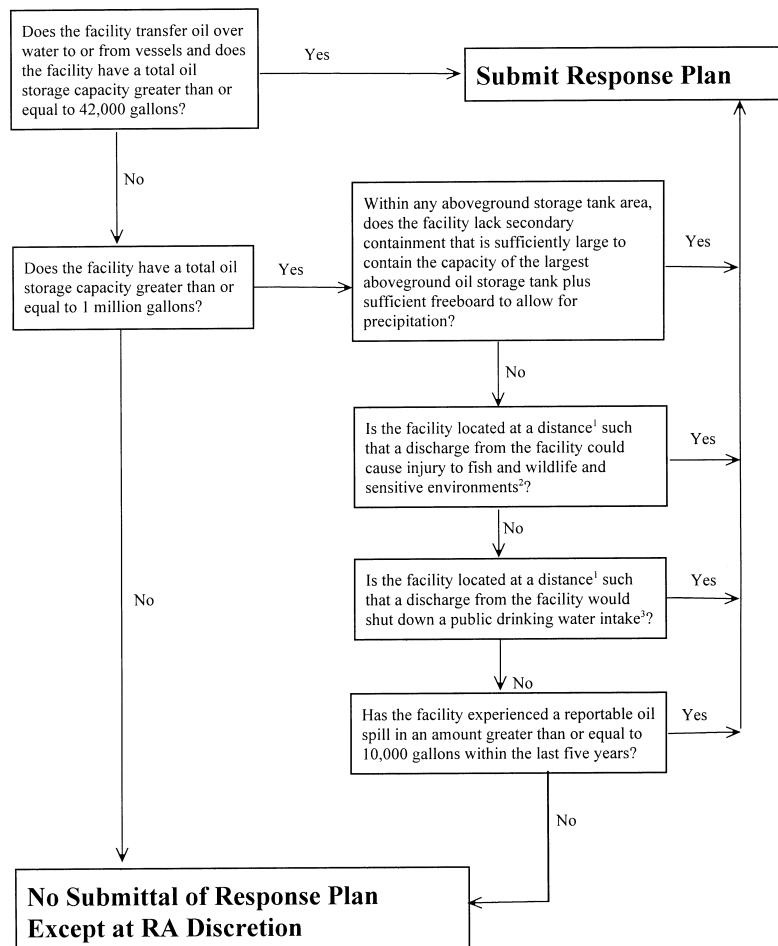 Does the facility transfer oil over
water to or from vessels and does
the facility have a total oil
storage capacity greater than or
equal to 42,000 gallons?
Yes
Submit Response Plan
No
Within any aboveground storage tank area,
does the facility lack secondary
containment that is sufficiently large to
contain the capacity of the largest
aboveground oil storage tank plus
sufficient freeboard to allow for
precipitation?
Yes
Does the facility have a total oil
storage capacity greater than or
equal to 1 million gallons?
Yes
No
Is the facility located at a distance¹ such
that a discharge from the facility could
cause injury to fish and wildlife and
sensitive environments²?
Yes
No
Is the facility located at a distance¹ such
that a discharge from the facility would
shut down a public drinking water intake³?
Yes
No
No
Has the facility experienced a reportable oil
spill in an amount greater than or equal to
10,000 gallons within the last five years?
Yes
No
No Submittal of Response Plan
Except at RA Discretion